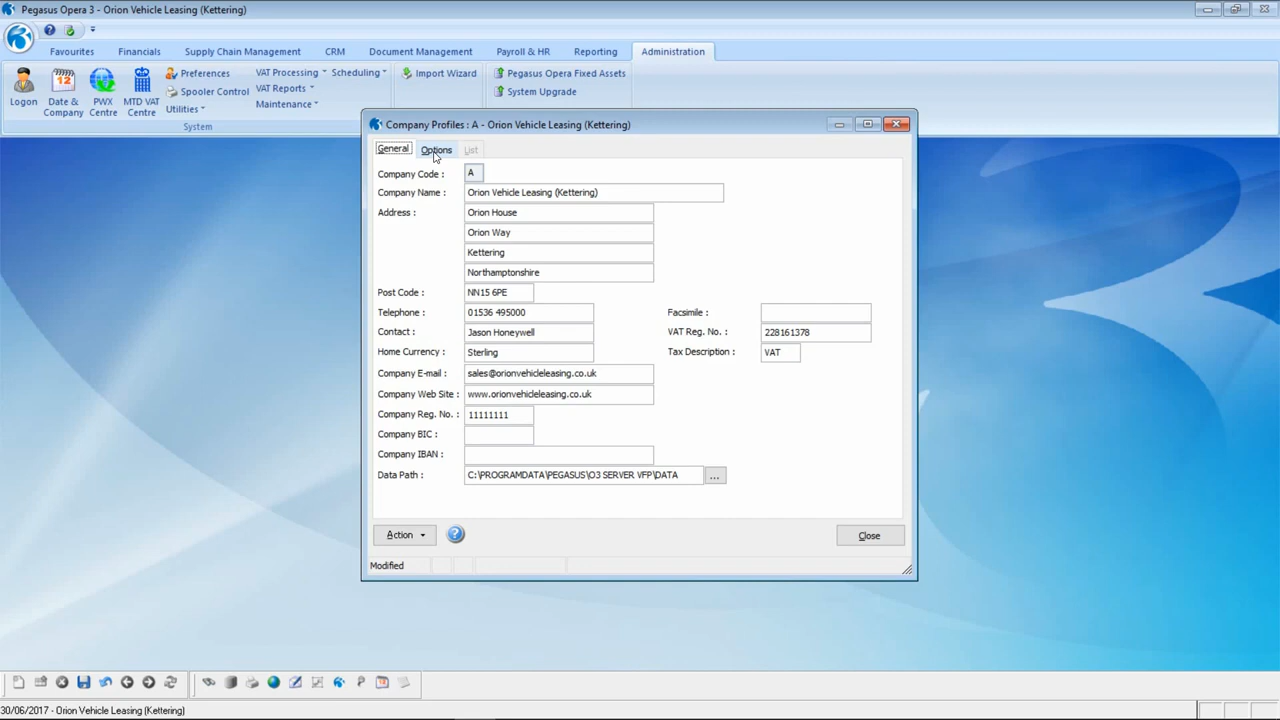 Pegasus Opera 3 - Orion Vehicle Leasing (Kettering)
Favourites Financials Supply Chain Management CRM Document Management Payroll & HR Reporting Administration
Logon
Date & Company
PWX Centre
MTD VAT Centre
Preferences
Spooler Control
Utilities
System
VAT Processing
VAT Reports
Maintenance
Scheduling
Import Wizard
Pegasus Opera Fixed Assets
System Upgrade
Company Profiles : A - Orion Vehicle Leasing (Kettering)
General Options List
Company Code : A
Company Name : Orion Vehicle Leasing (Kettering)
Address : Orion House
Orion Way
Kettering
Northamptonshire
Post Code : NN15 6PE
Telephone : 01536 495000 Facsimile :
Contact : Jason Honeywell VAT Reg. No. : 228161378
Home Currency : Sterling Tax Description : VAT
Company E-mail : sales@orionvehicleleasing.co.uk
Company Web Site : www.orionvehicleleasing.co.uk
Company Reg. No. : 11111111
Company BIC :
Company IBAN :
Data Path : C:\PROGRAMDATA\PEGASUS\O3 SERVER VFP\DATA ...
Action Close
Modified
30/06/2017 - Orion Vehicle Leasing (Kettering)